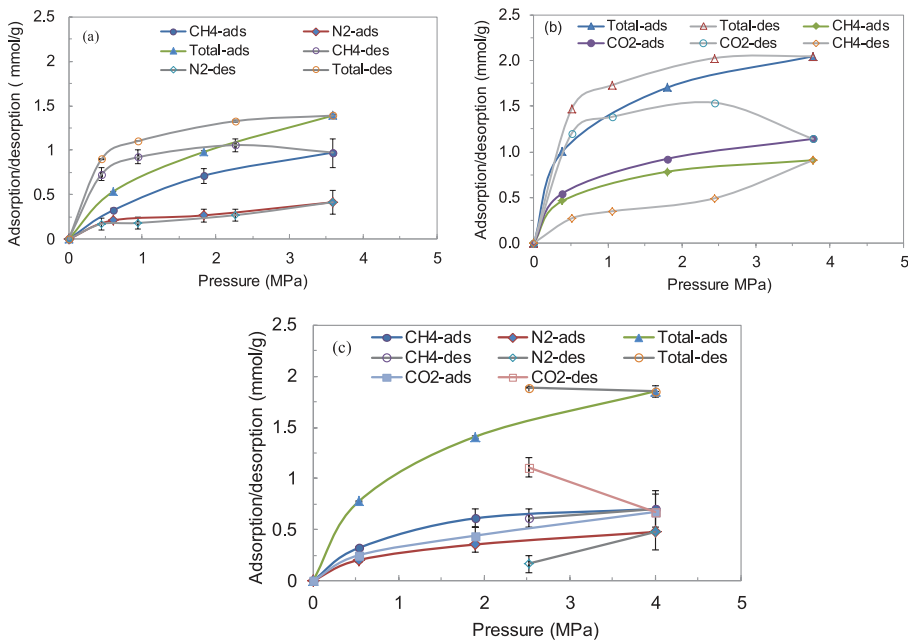 (a)
CH4-ads N2-ads
Total-ads CH4-des
N2-des Total-des
Adsorption/desorption ( mmol/g)
2.5
2
1.5
1
0.5
0
0 1 2 3 4 5
Pressure (MPa)
(b)
Total-ads Total-des CH4-ads
CO2-ads CO2-des CH4-des
Adsorption/desorption (mmol/g)
2.5
2.0
1.5
1.0
0.5
0.0
0 1 2 3 4 5
Pressure MPa)
(c)
CH4-ads N2-ads Total-ads
CH4-des N2-des Total-des
CO2-ads CO2-des
Adsorption/desorption (mmol/g)
2.5
2
1.5
1
0.5
0
0 1 2 3 4 5
Pressure (MPa)